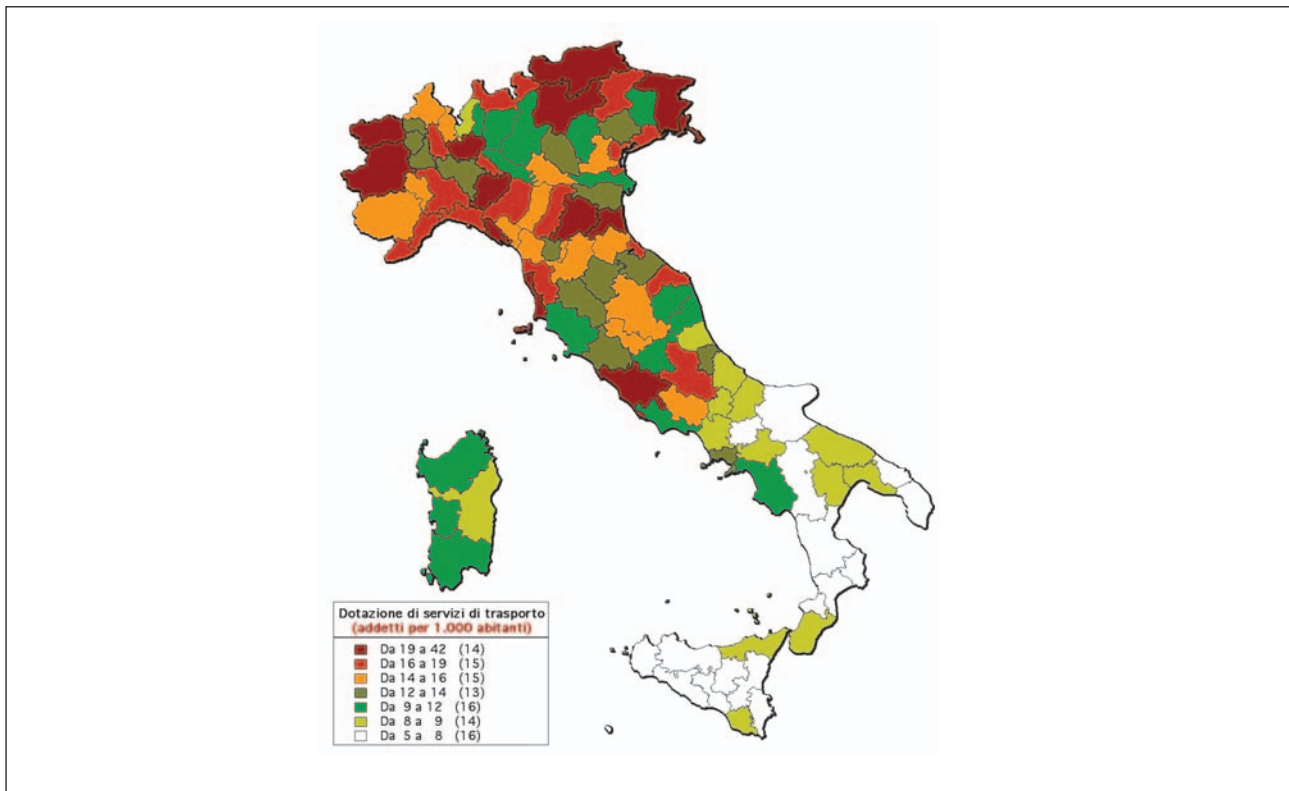 Dotazione di servizi di trasporto
(addetti per 1.000 abitanti)
Da 19 a 42 (14)
Da 16 a 19 (15)
Da 14 a 16 (15)
Da 12 a 14 (13)
Da 9 a 12 (16)
Da 8 a 9 (14)
Da 5 a 8 (16)